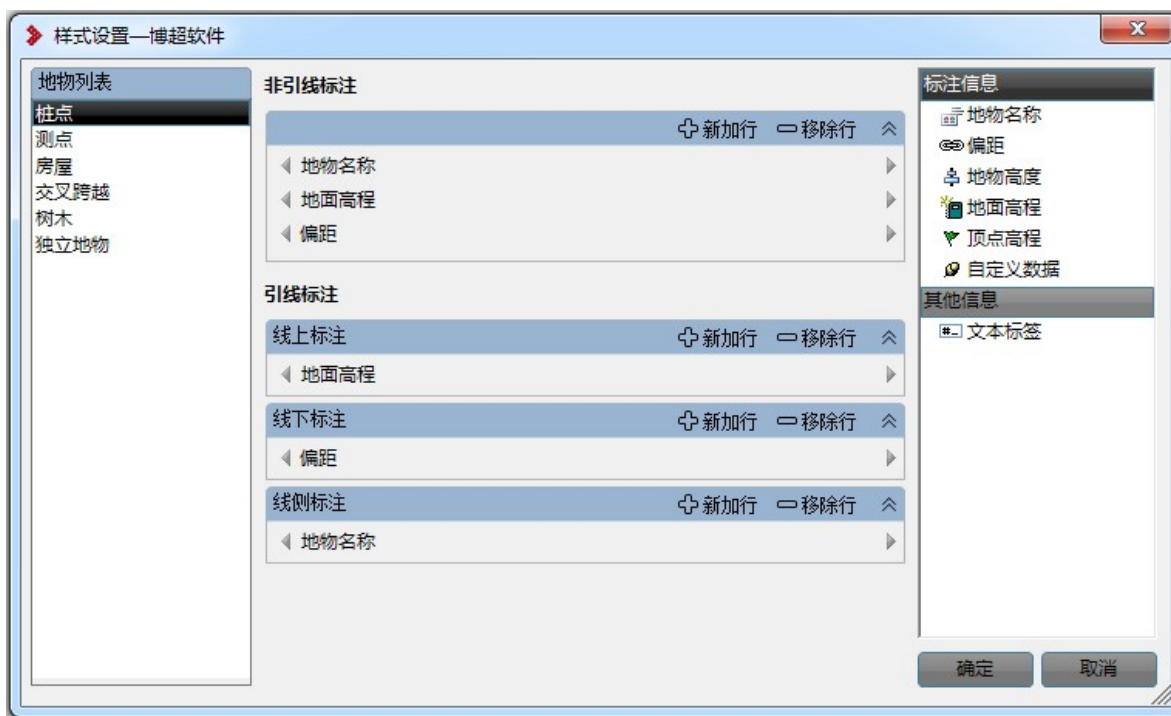 样式设置—博超软件
地物列表
桩点
测点
房屋
交叉跨越
树木
独立地物
非引线标注
新加行 移除行
地物名称
地面高程
偏距
引线标注
线上标注 新加行 移除行
地面高程
线下标注 新加行 移除行
偏距
线侧标注 新加行 移除行
地物名称
标注信息
地物名称
偏距
地物高度
地面高程
顶点高程
自定义数据
其他信息
文本标签
确定 取消